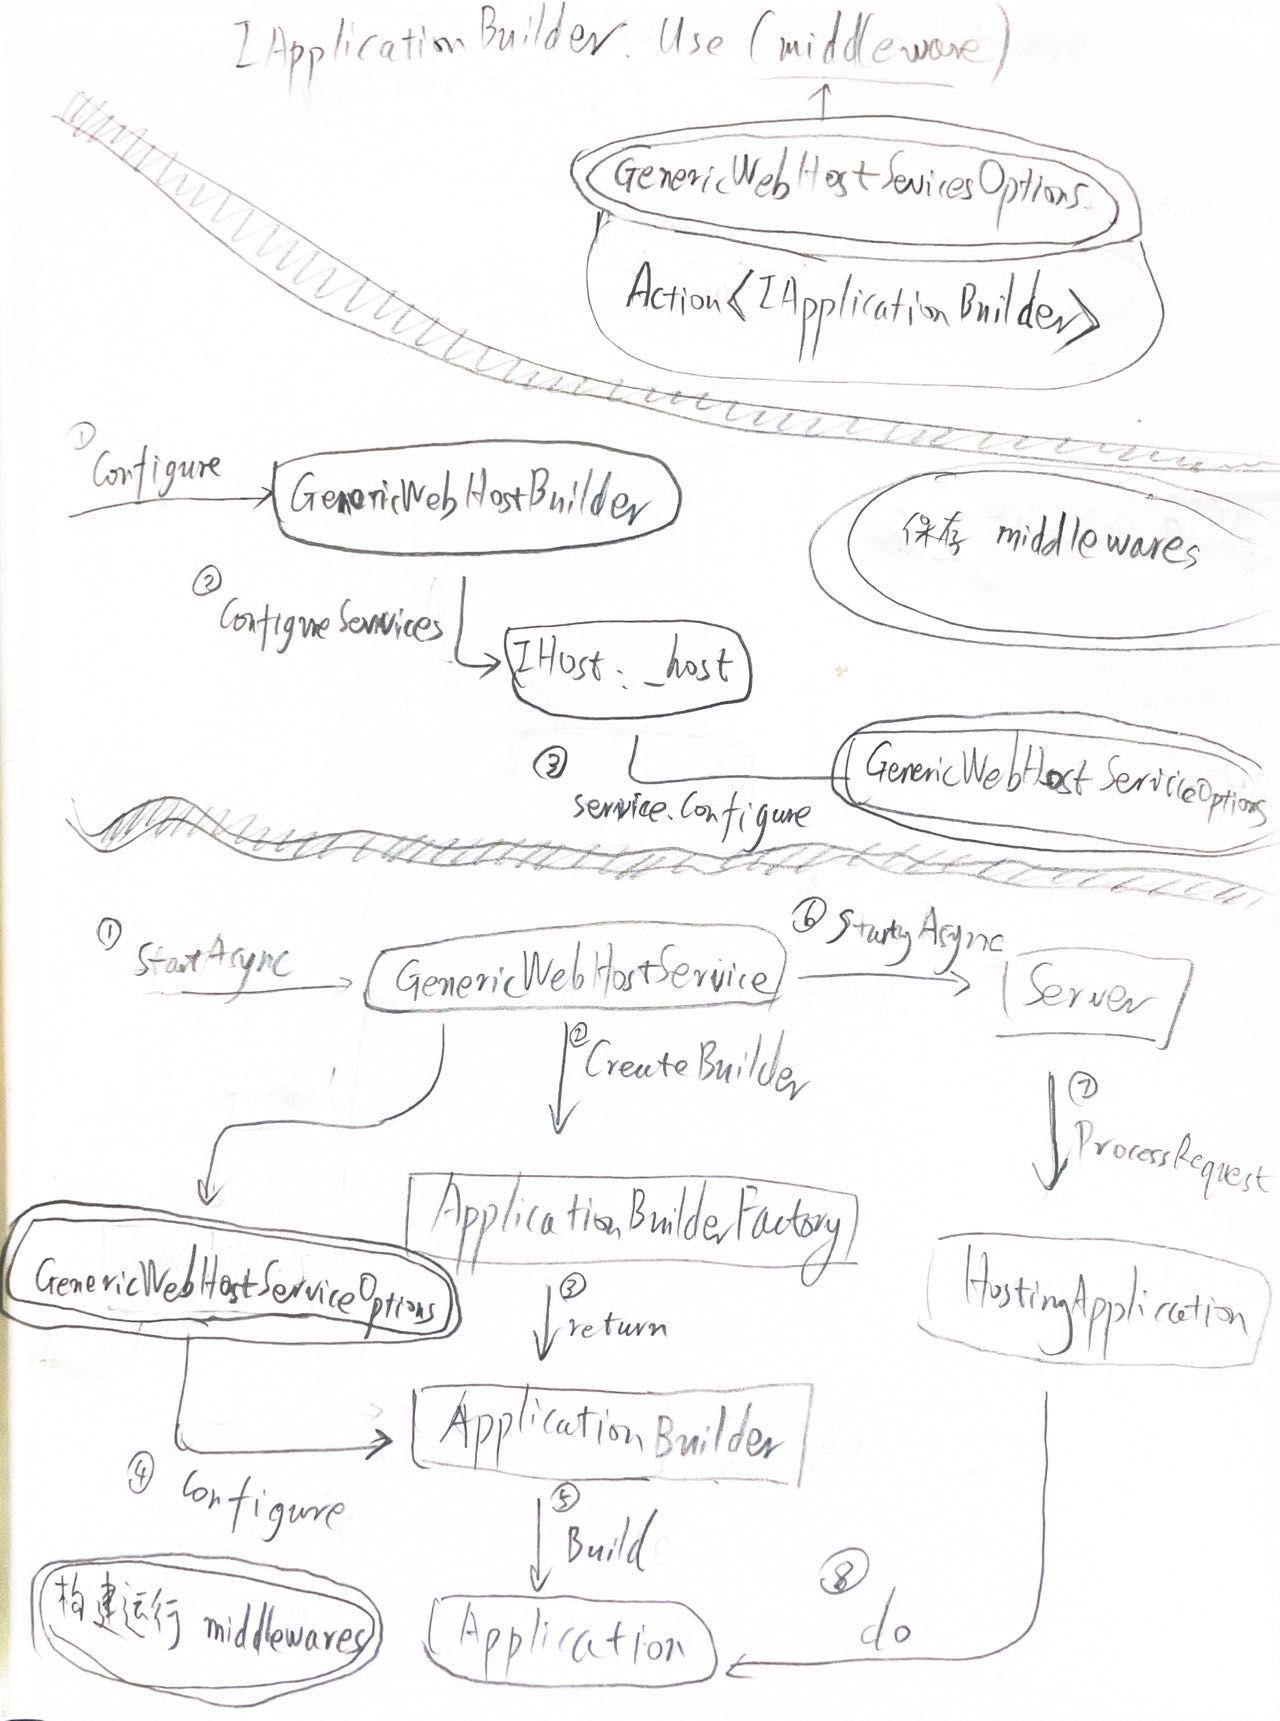 IApplicationBuilder.Use(middleware)
GenericWebHostSevicesOptions.
Action<IApplicationBuilder>
① Configure
GenericWebHostBuilder
保存 middlewares
② ConfigureServices
IHost: _host
③ service.Configure
GenericWebHostServiceOptions
① StartAsync
GenericWebHostService
⑥ StartyAsync
Server
② CreateBuilder
⑦ ProcessRequest
ApplicationBuilderFactory
GenericWebHostServiceOptions
HostingApplication
③ return
ApplicationBuilder
④ Configure
⑤ Build
⑧ do
构建运行 middlewares
Application